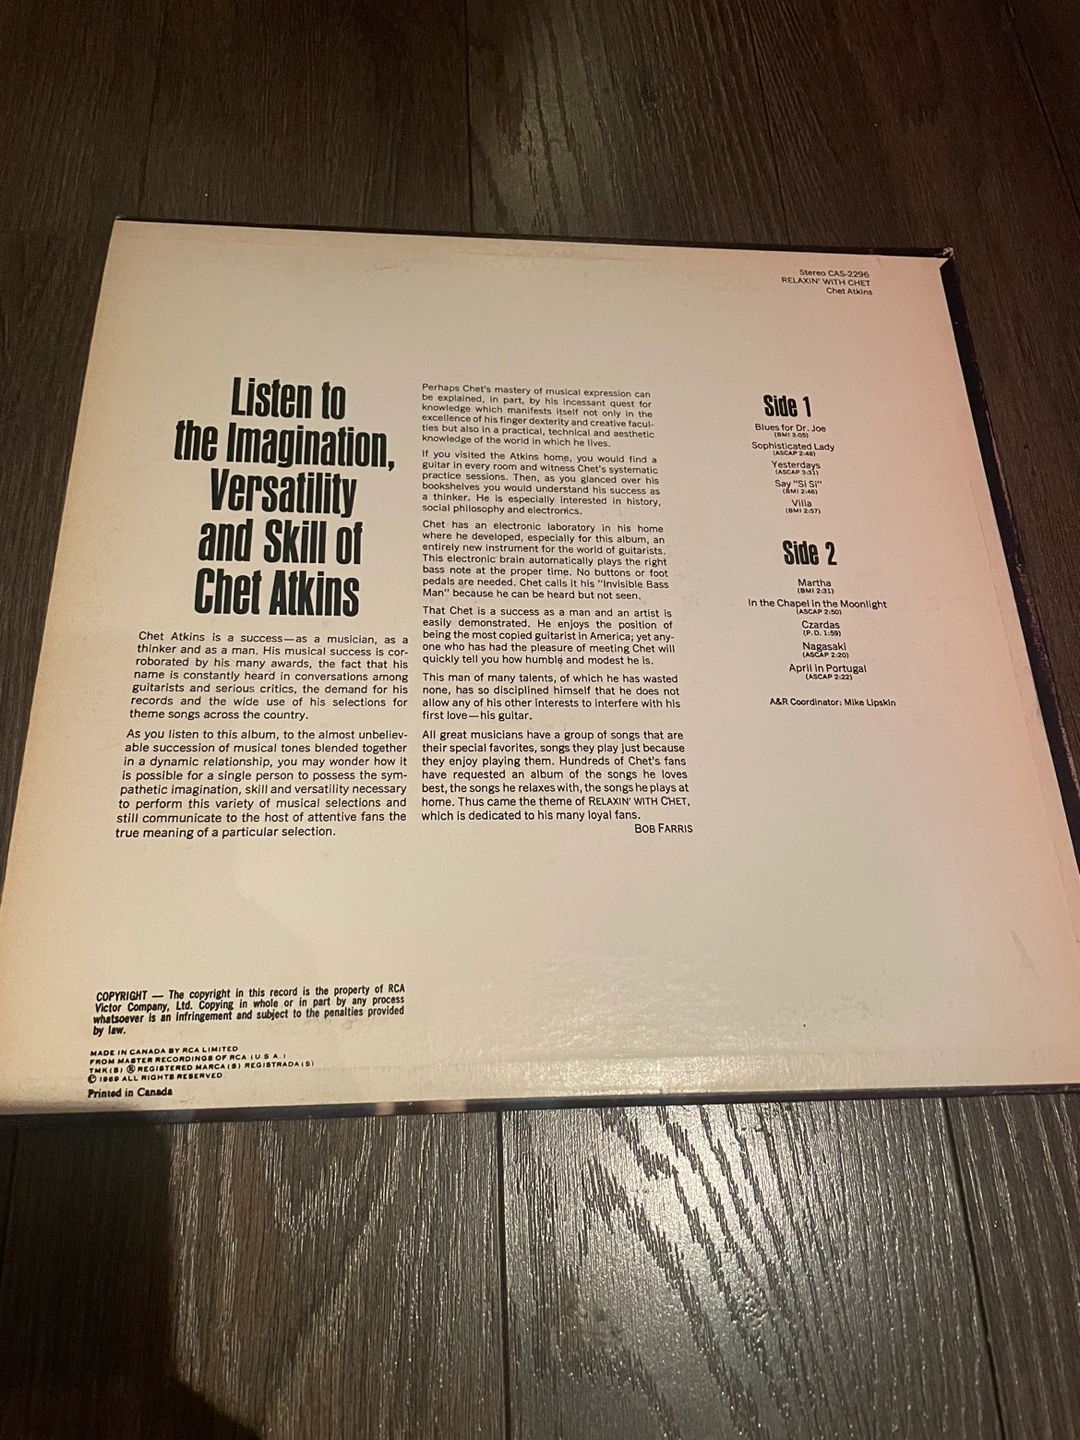 Stereo CAS-2296
RELAXIN' WITH CHET
Chet Atkins
Listen to
the Imagination,
Versatility
and Skill of
Chet Atkins
Chet Atkins is a success—as a musician, as a
thinker and as a man. His musical success is cor-
roborated by his many awards, the fact that his
name is constantly heard in conversations among
guitarists and serious critics, the demand for his
records and the wide use of his selections for
theme songs across the country.
As you listen to this album, to the almost unbeliev-
able succession of musical tones blended together
in a dynamic relationship, you may wonder how it
is possible for a single person to possess the sym-
pathetic imagination, skill and versatility necessary
to perform this variety of musical selections and
still communicate to the host of attentive fans the
true meaning of a particular selection.
Perhaps Chet's mastery of musical expression can
be explained, in part, by his incessant quest for
knowledge which manifests itself not only in the
excellence of his finger dexterity and creative facul-
ties but also in a practical, technical and aesthetic
knowledge of the world in which he lives.
If you visited the Atkins home, you would find a
guitar in every room and witness Chet's systematic
practice sessions. Then, as you glanced over his
bookshelves you would understand his success as
a thinker. He is especially interested in history,
social philosophy and electronics.
Chet has an electronic laboratory in his home
where he developed, especially for this album, an
entirely new instrument for the world of guitarists.
This electronic brain automatically plays the right
bass note at the proper time. No buttons or foot
pedals are needed. Chet calls it his "Invisible Bass
Man" because he can be heard but not seen.
That Chet is a success as a man and an artist is
easily demonstrated. He enjoys the position of
being the most copied guitarist in America; yet any-
one who has had the pleasure of meeting Chet will
quickly tell you how humble and modest he is.
This man of many talents, of which he has wasted
none, has so disciplined himself that he does not
allow any of his other interests to interfere with his
first love—his guitar.
All great musicians have a group of songs that are
their special favorites, songs they play just because
they enjoy playing them. Hundreds of Chet's fans
have requested an album of the songs he loves
best, the songs he relaxes with, the songs he plays at
home. Thus came the theme of RELAXIN' WITH CHET,
which is dedicated to his many loyal fans.
BOB FARRIS
Side 1
Blues for Dr. Joe
(BMI 3:05)
Sophisticated Lady
(ASCAP 2:48)
Yesterdays
(ASCAP 3:31)
Say "Si Si"
(BMI 2:46)
Vilia
(BMI 2:57)
Side 2
Martha
(BMI 2:31)
In the Chapel in the Moonlight
(ASCAP 2:50)
Czardas
(P.D. 1:59)
Nagasaki
(ASCAP 2:20)
April in Portugal
(ASCAP 2:22)
A&R Coordinator: Mike Lipskin
COPYRIGHT — The copyright in this record is the property of RCA
Victor Company, Ltd. Copying in whole or in part by any process
whatsoever is an infringement and subject to the penalties provided
by law.
MADE IN CANADA BY RCA LIMITED
FROM MASTER RECORDINGS OF RCA (U.S.A.)
TMK(S) ® REGISTERED MARCA(S) REGISTRADA(S)
© 1969 ALL RIGHTS RESERVED
Printed in Canada